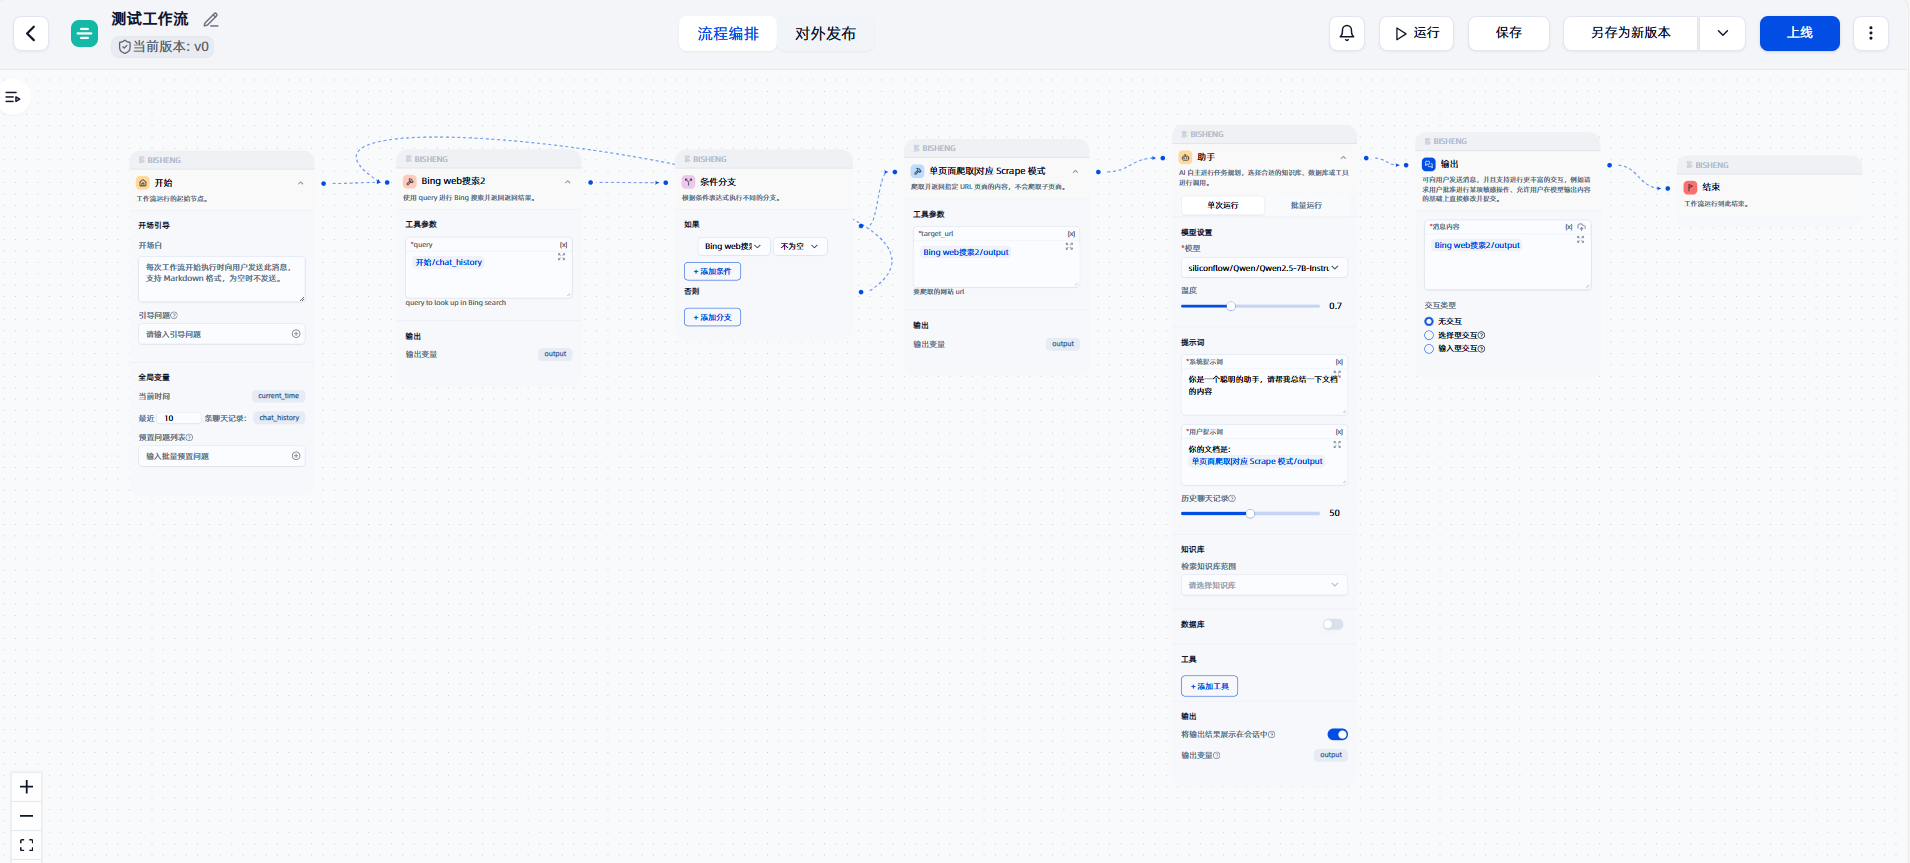 测试工作流
当前版本: v0
流程编排
对外发布
运行
保存
另存为新版本
上线
BISHENG
开始
工作流运行的起始节点。
开场引导
开场白
每次工作流开始执行时向用户发送此消息，
支持 Markdown 格式，为空时不发送。
引导问题
请输入引导问题
全局变量
当前时间
current_time
最近 10 条聊天记录:
chat_history
预置问题列表
输入批量预置问题
BISHENG
Bing web搜索2
使用 query 进行 Bing 搜索并返回返回结果。
工具参数
*query
[x]
开始/chat_history
query to look up in Bing search
输出
输出变量
output
BISHENG
条件分支
根据条件表达式执行不同的分支。
如果
Bing web搜
不为空
+ 添加条件
否则
+ 添加分支
BISHENG
单页面爬取|对应 Scrape 模式
爬取并返回指定 URL 页面的内容，不会爬取子页面。
工具参数
*target_url
[x]
Bing web搜索2/output
要爬取的网站 url
输出
输出变量
output
BISHENG
助手
AI 自主进行任务规划，选择合适的知识库、数据库或工具
进行调用。
单次运行
批量运行
模型设置
*模型
siliconflow/Qwen/Qwen2.5-7B-Instru
温度
0.7
提示词
*系统提示词
[x]
你是一个聪明的助手，请帮我总结一下文档
的内容
*用户提示词
[x]
你的文档是:
单页面爬取|对应 Scrape 模式/output
历史聊天记录
50
知识库
检索知识库范围
请选择知识库
数据库
工具
+ 添加工具
输出
将输出结果展示在会话中
输出变量
output
BISHENG
输出
可向用户发送消息，并且支持进行更丰富的交互，例如请
求用户批准进行某项敏感操作、允许用户在模型输出内容
的基础上直接修改并提交。
*消息内容
[x]
Bing web搜索2/output
交互类型
无交互
选择型交互
输入型交互
BISHENG
结束
工作流运行到此结束。